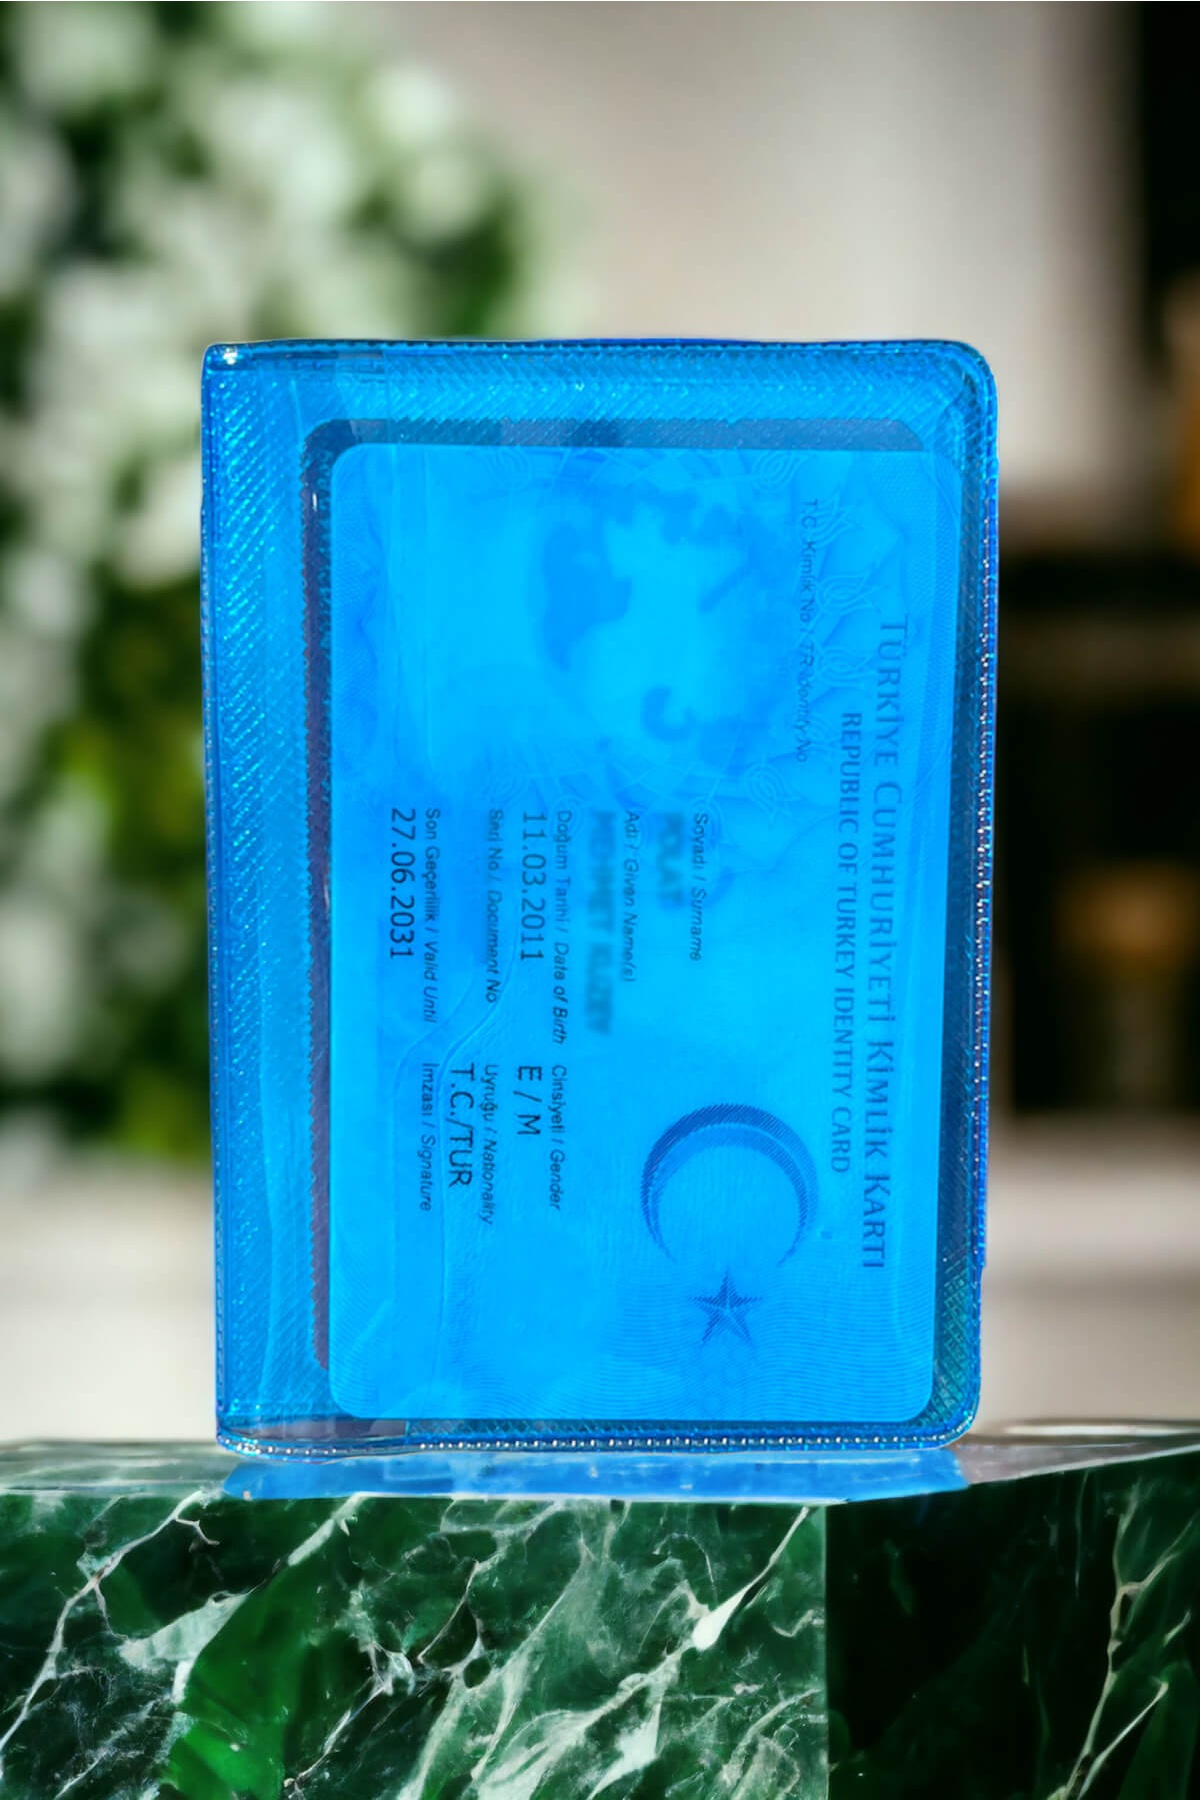 TÜRKİYE CUMHURİYETİ KİMLİK KARTI
REPUBLIC OF TURKEY IDENTITY CARD
T.C. Kimlik No / TR Identity No
Soyadı / Surname
Adı / Given Name(s)
Doğum Tarihi / Date of Birth Cinsiyeti / Gender
11.03.2011 E / M
Seri No / Document No Uyruğu / Nationality
T.C./TUR
Son Geçerlilik / Valid Until İmzası / Signature
27.06.2031